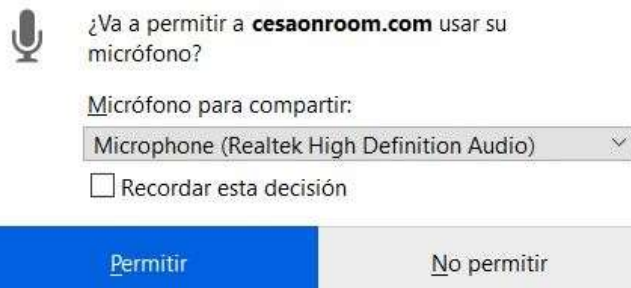 ¿Va a permitir a cesaonroom.com usar su
micrófono?
Micrófono para compartir:
Microphone (Realtek High Definition Audio)
Recordar esta decisión
Permitir
No permitir